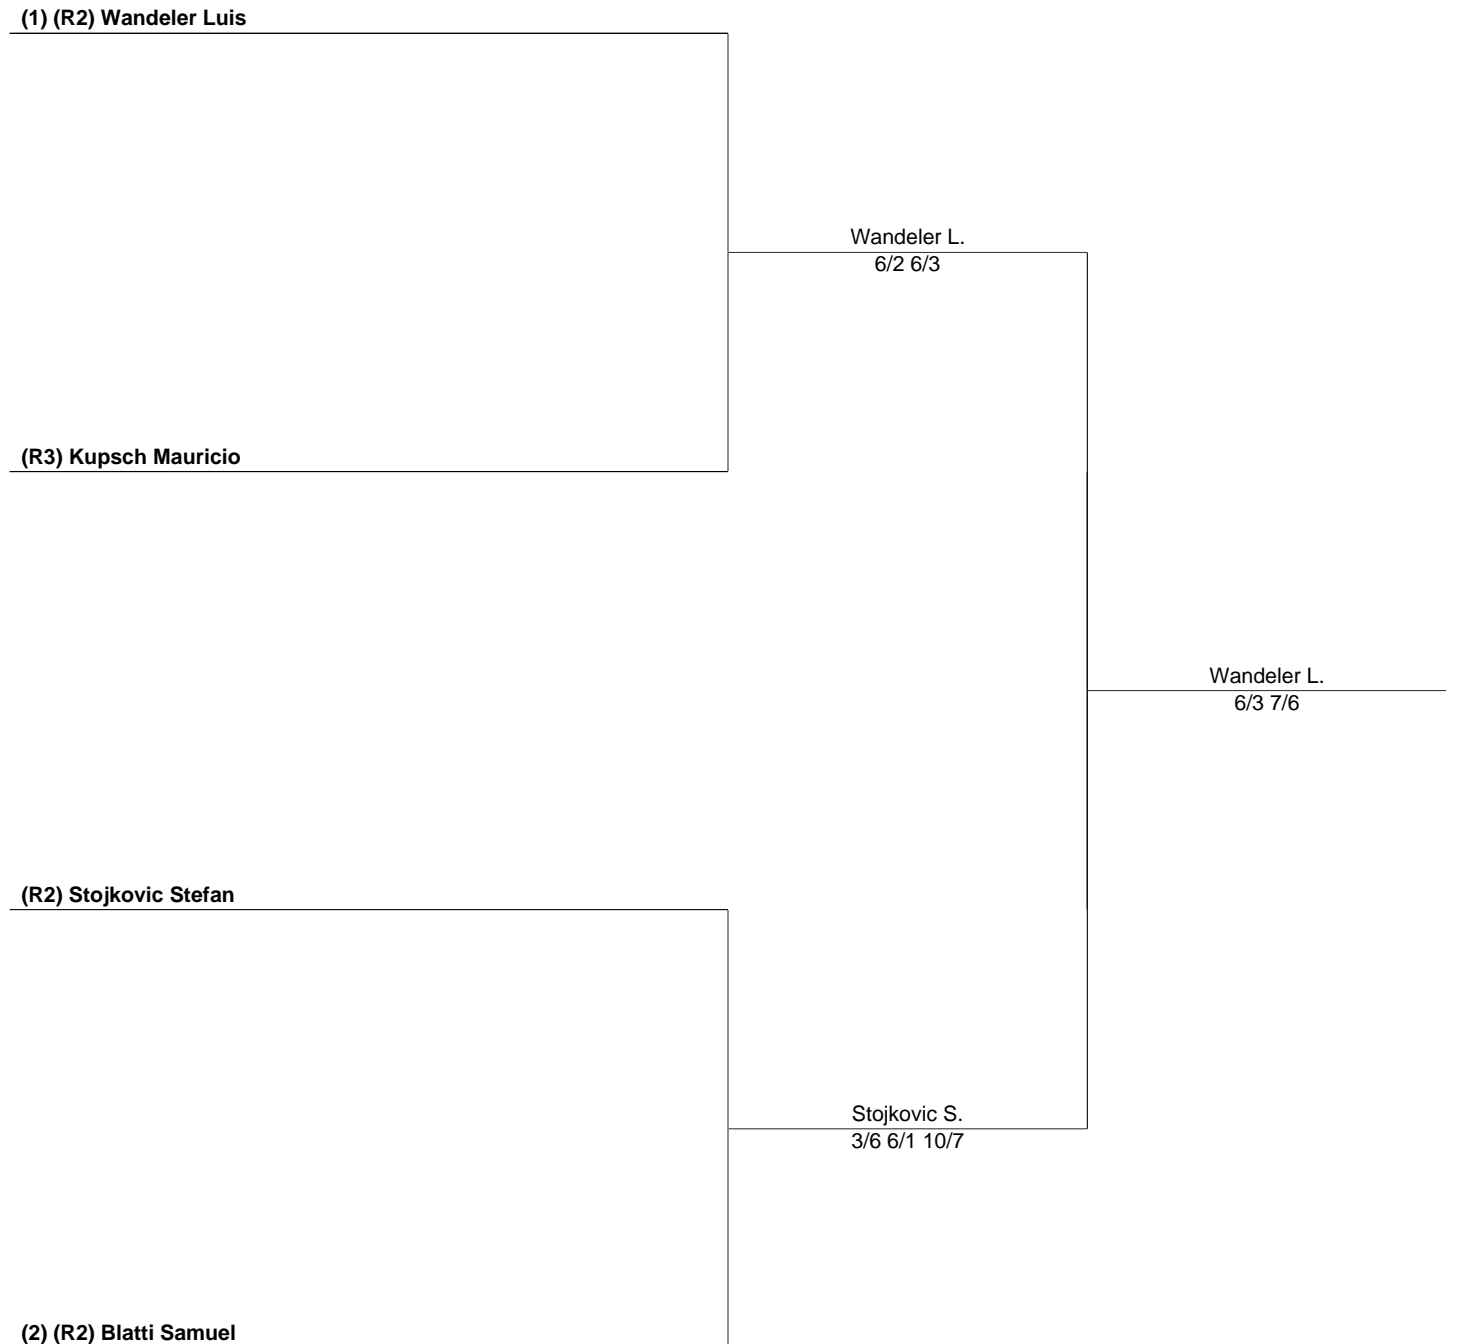 (1) (R2) Wandeler Luis
Wandeler L.
6/2 6/3
(R3) Kupsch Mauricio
Wandeler L.
6/3 7/6
(R2) Stojkovic Stefan
Stojkovic S.
3/6 6/1 10/7
(2) (R2) Blatti Samuel